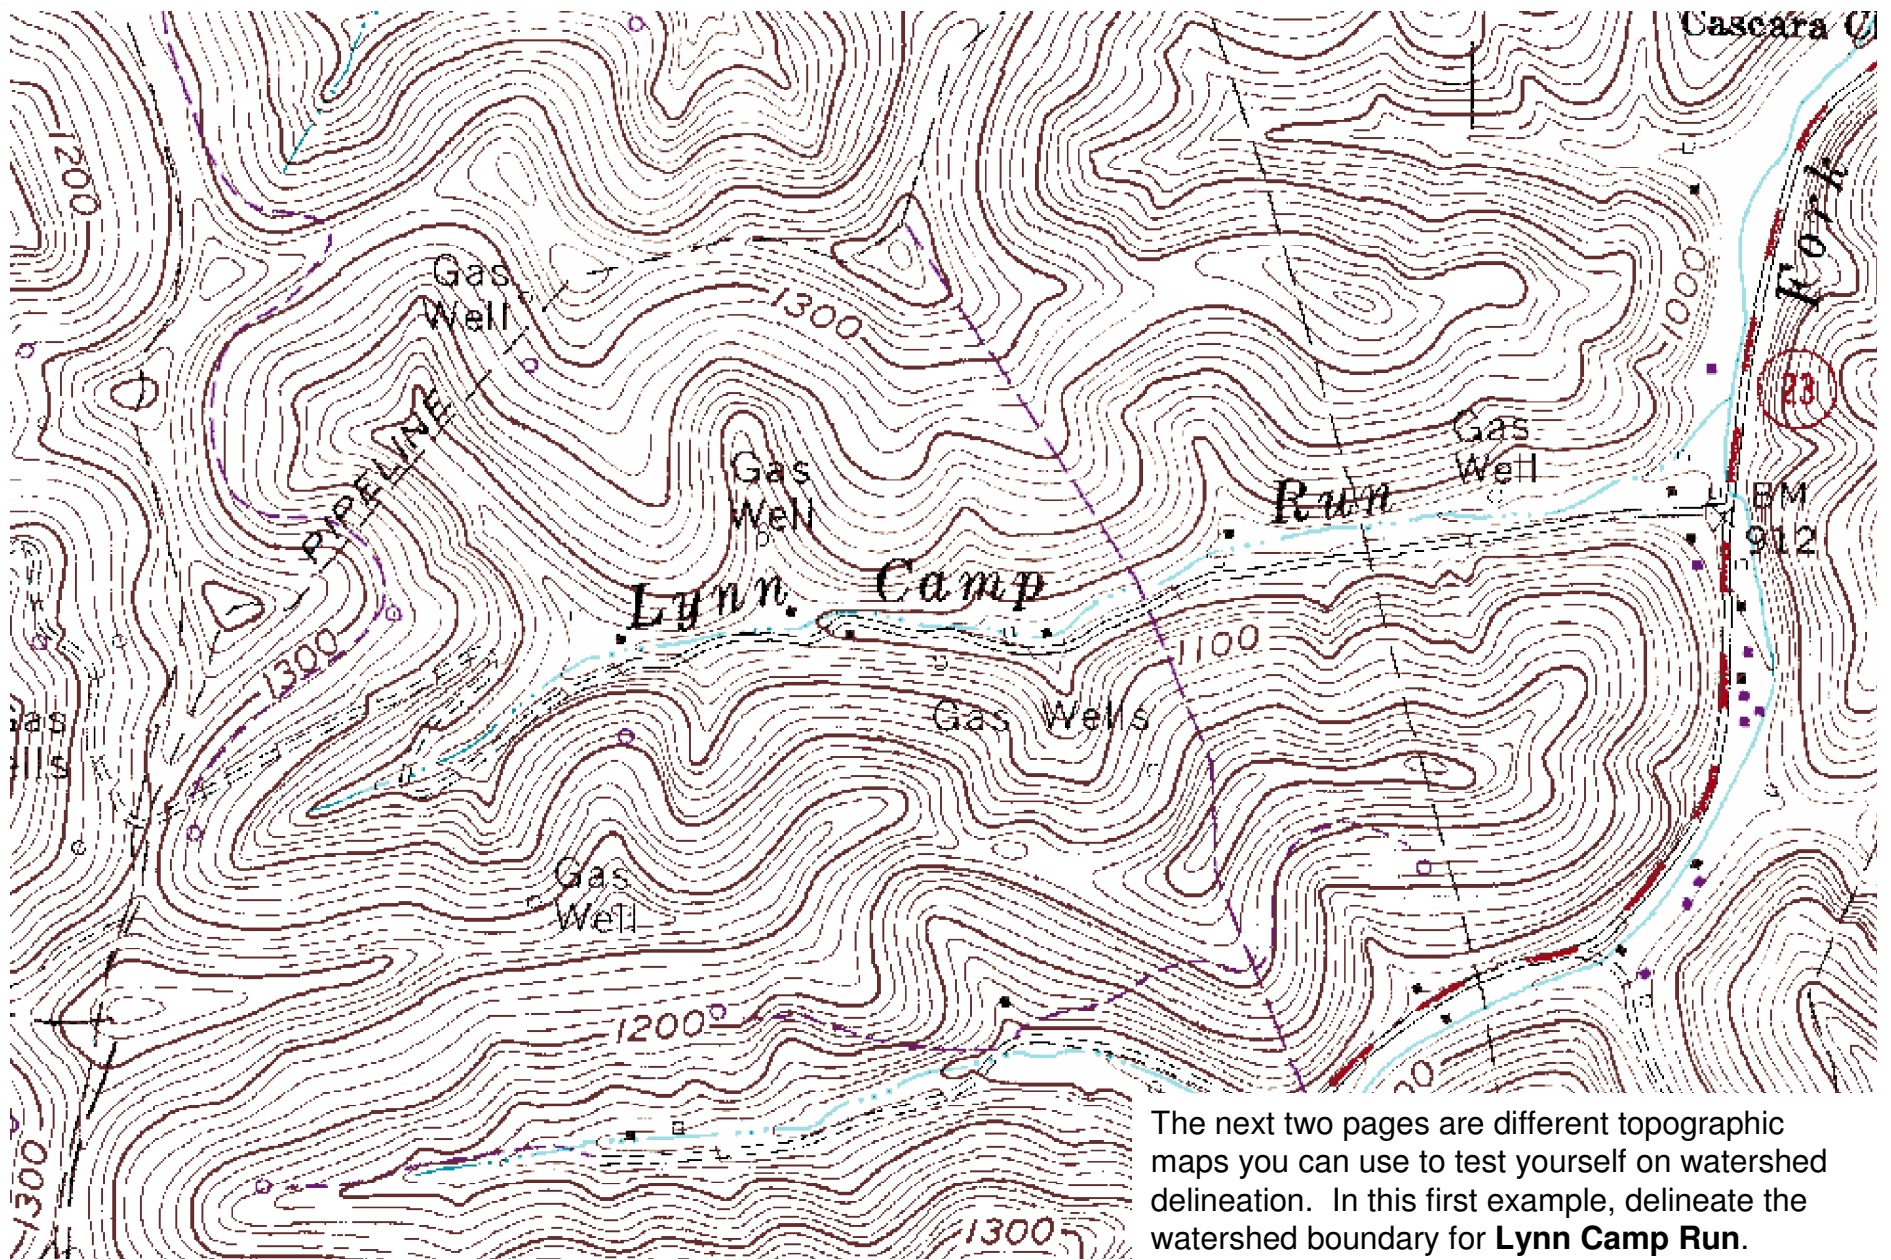 Cascara C
1200
Fork
Gas
Well
1300
1000
23
PIPELINE
Gas
Well
Gas
Well
Run
BM
912
Lynn Camp
1300
1100
Gas Wells
Gas
Well
1200
1300
1300
The next two pages are different topographic
maps you can use to test yourself on watershed
delineation. In this first example, delineate the
watershed boundary for Lynn Camp Run.